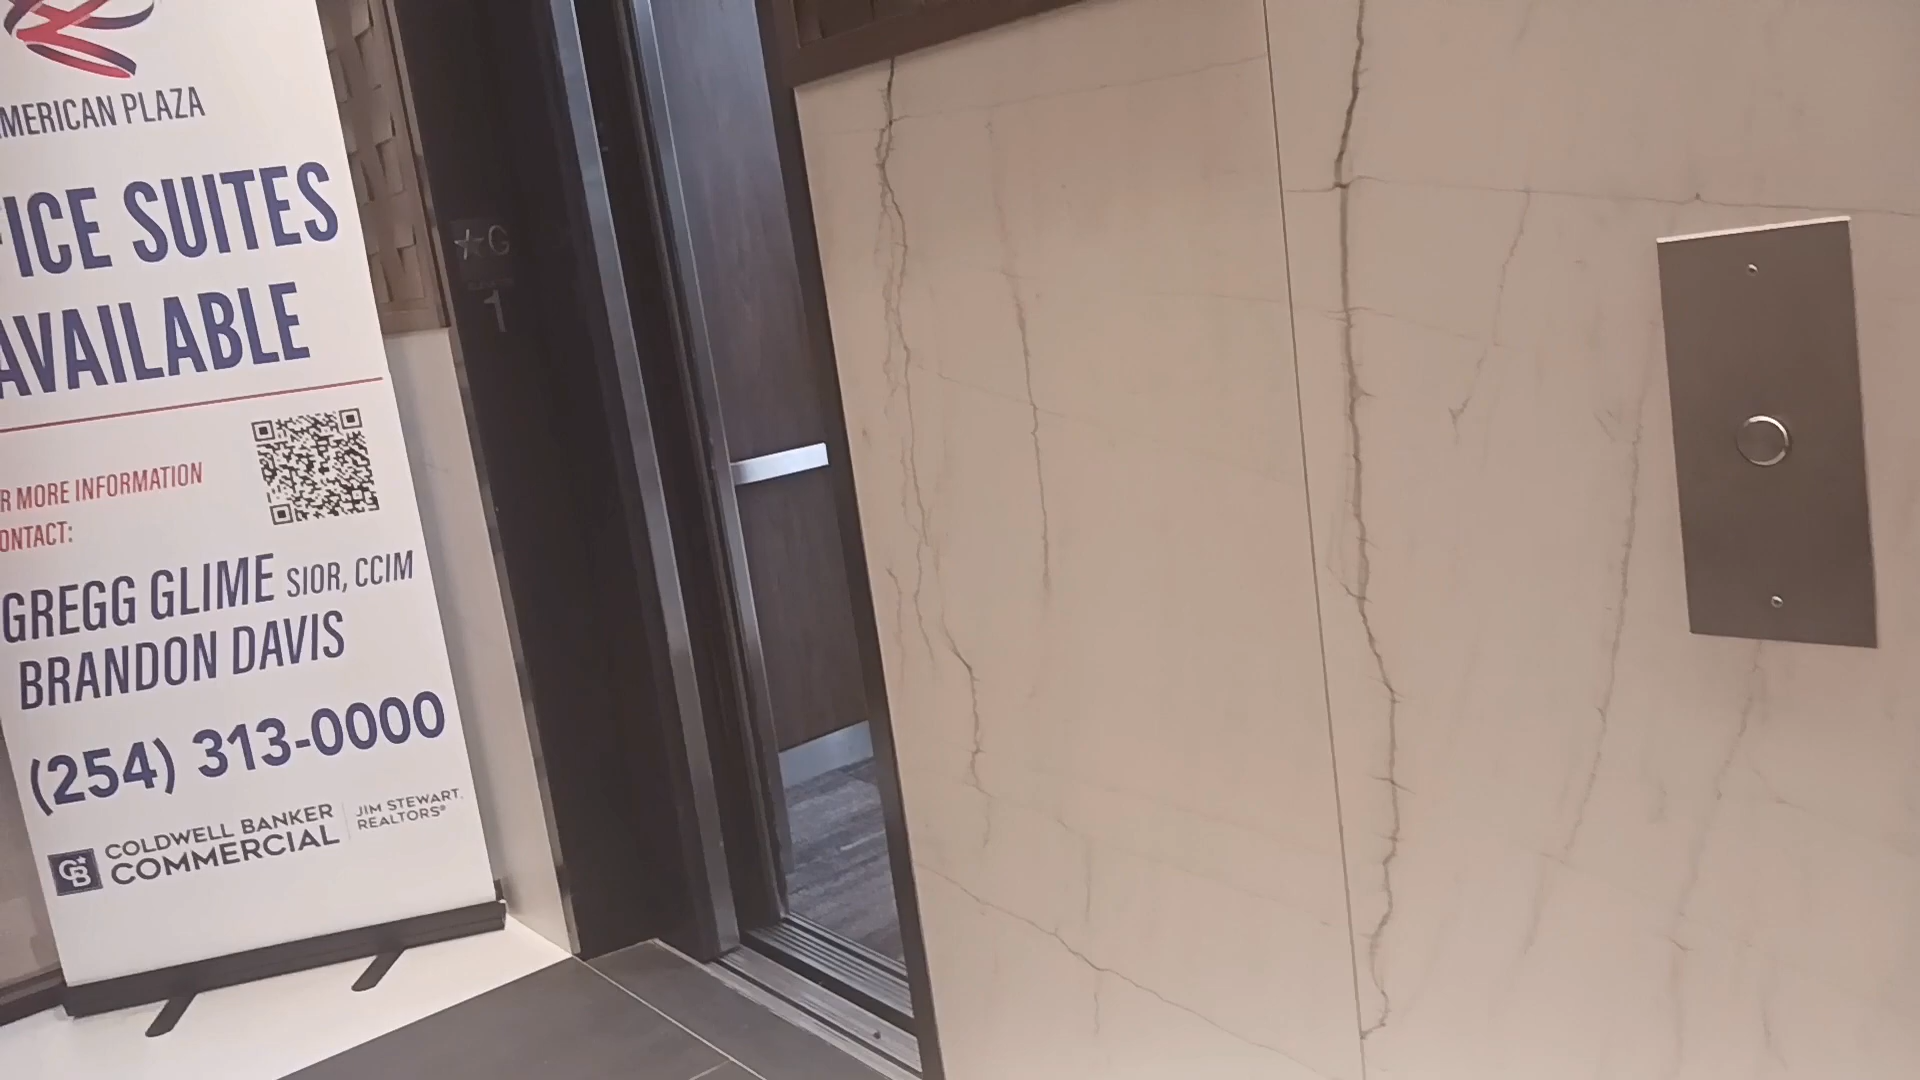 MERICAN PLAZA
ICE SUITES
AVAILABLE
R MORE INFORMATION
ONTACT:
GREGG GLIME SIOR, CCIM
BRANDON DAVIS
(254) 313-0000
CB
COLDWELL BANKER
COMMERCIAL
JIM STEWART,
REALTORS®
★G
1